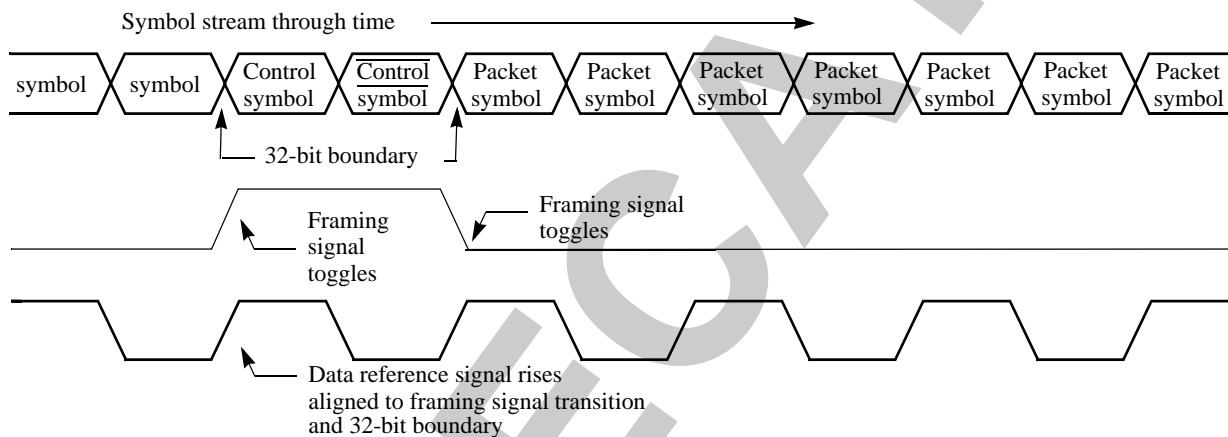 Symbol stream through time
symbol symbol Control Control Packet Packet Packet Packet Packet Packet Packet
symbol symbol symbol symbol symbol symbol symbol symbol symbol
32-bit boundary
Framing signal toggles
Framing signal
toggles
Data reference signal rises
aligned to framing signal transition
and 32-bit boundary